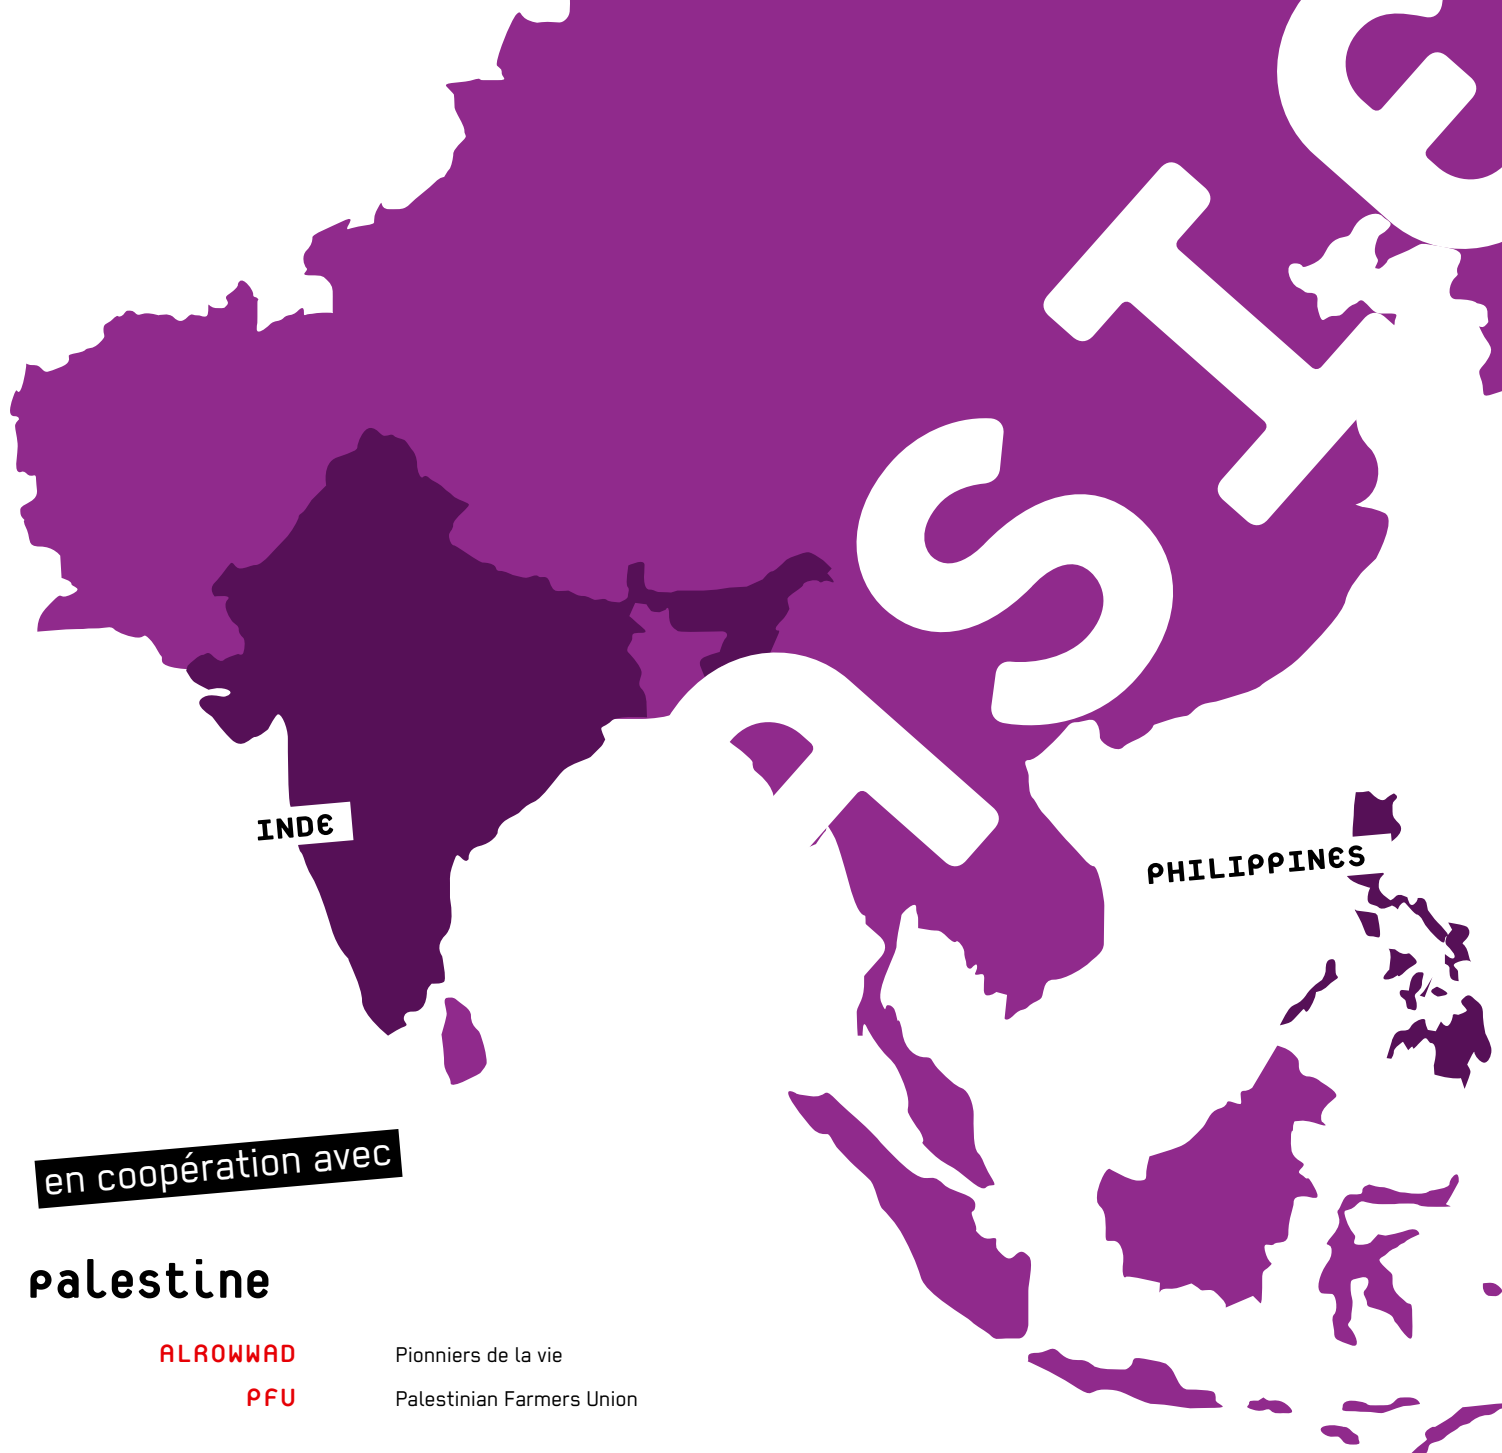 asie
INDE
PHILIPPINES
en coopération avec
palestine
ALROWWAD Pionniers de la vie
PFU Palestinian Farmers Union